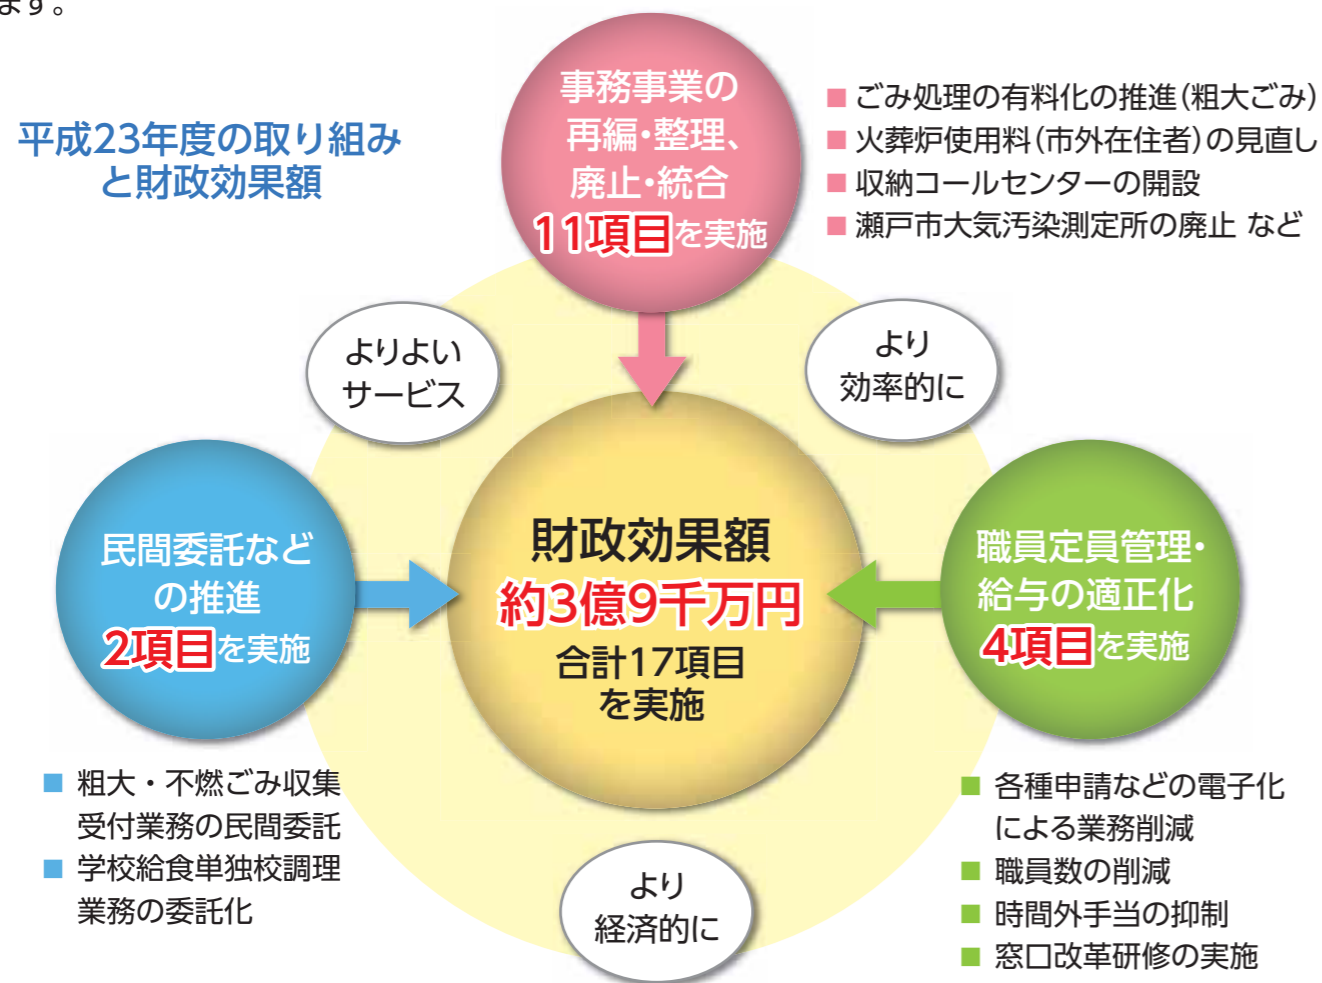 ます。
平成23年度の取り組み
と財政効果額
事務事業の
再編・整理、
廃止・統合
11項目を実施
■ ごみ処理の有料化の推進(粗大ごみ)
■ 火葬炉使用料(市外在住者)の見直し
■ 収納コールセンターの開設
■ 瀬戸市大気汚染測定所の廃止 など
よりよい
サービス
より
効率的に
民間委託など
の推進
2項目を実施
財政効果額
約3億9千万円
合計17項目
を実施
職員定員管理・
給与の適正化
4項目を実施
■ 粗大・不燃ごみ収集
受付業務の民間委託
■ 学校給食単独校調理
業務の委託化
より
経済的に
■ 各種申請などの電子化
による業務削減
■ 職員数の削減
■ 時間外手当の抑制
■ 窓口改革研修の実施